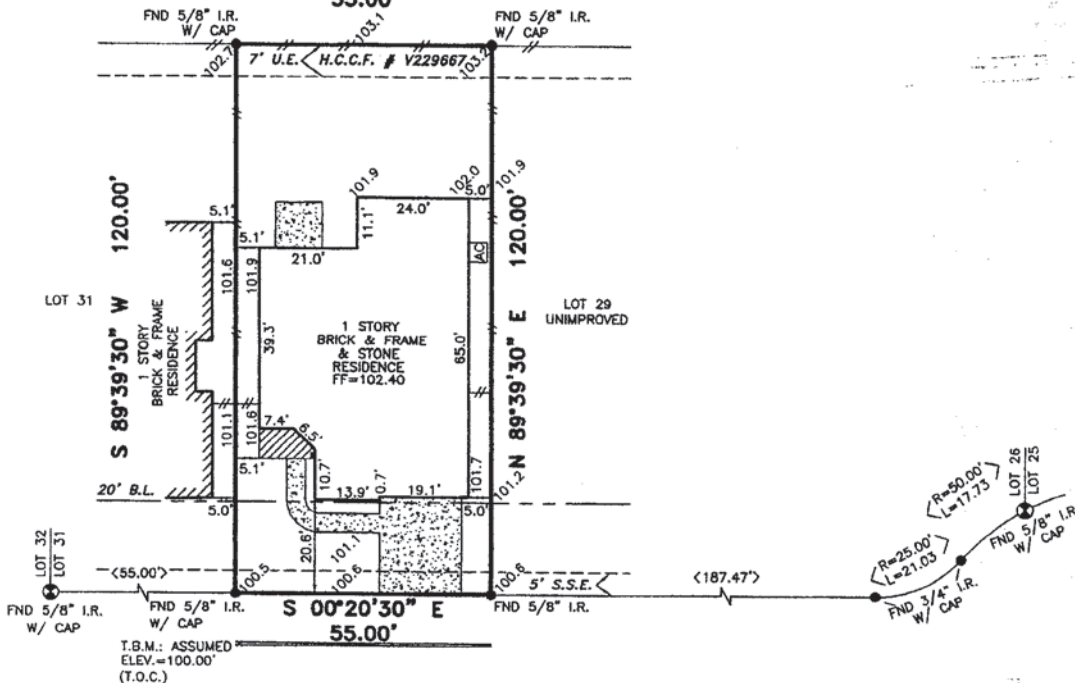 55.00'
FND 5/8" I.R.
W/ CAP
FND 5/8" I.R.
W/ CAP
103.1
102.7
7' U.E.
H.C.C.F. # V229667
103.2
101.9
102.0
101.9
5.0'
24.0'
11.1'
5.1'
5.1'
21.0'
AC
S 89°39'30" W 120.00'
N 89°39'30" E 120.00'
101.6
101.9
LOT 31
1 STORY
BRICK & FRAME
RESIDENCE
39.3'
1 STORY
BRICK & FRAME
& STONE
RESIDENCE
FF=102.40
65.0'
LOT 29
UNIMPROVED
101.1
101.6
7.4'
6.5'
5.1'
10.7'
13.9'
0.7'
19.1'
101.7
101.2
20' B.L.
5.0'
5.0'
20.6'
101.1
R=50.00'
L=17.73
LOT 26
LOT 25
FND 5/8" I.R.
W/ CAP
LOT 32
LOT 31
<55.00'>
100.5
100.6
100.6
5' S.S.E.
<187.47'>
R=25.00'
L=21.03
FND 3/4" I.R.
W/ CAP
FND 5/8" I.R.
W/ CAP
FND 5/8" I.R.
W/ CAP
S 00°20'30" E
55.00'
FND 5/8" I.R.
T.B.M.: ASSUMED
ELEV.=100.00'
(T.O.C.)